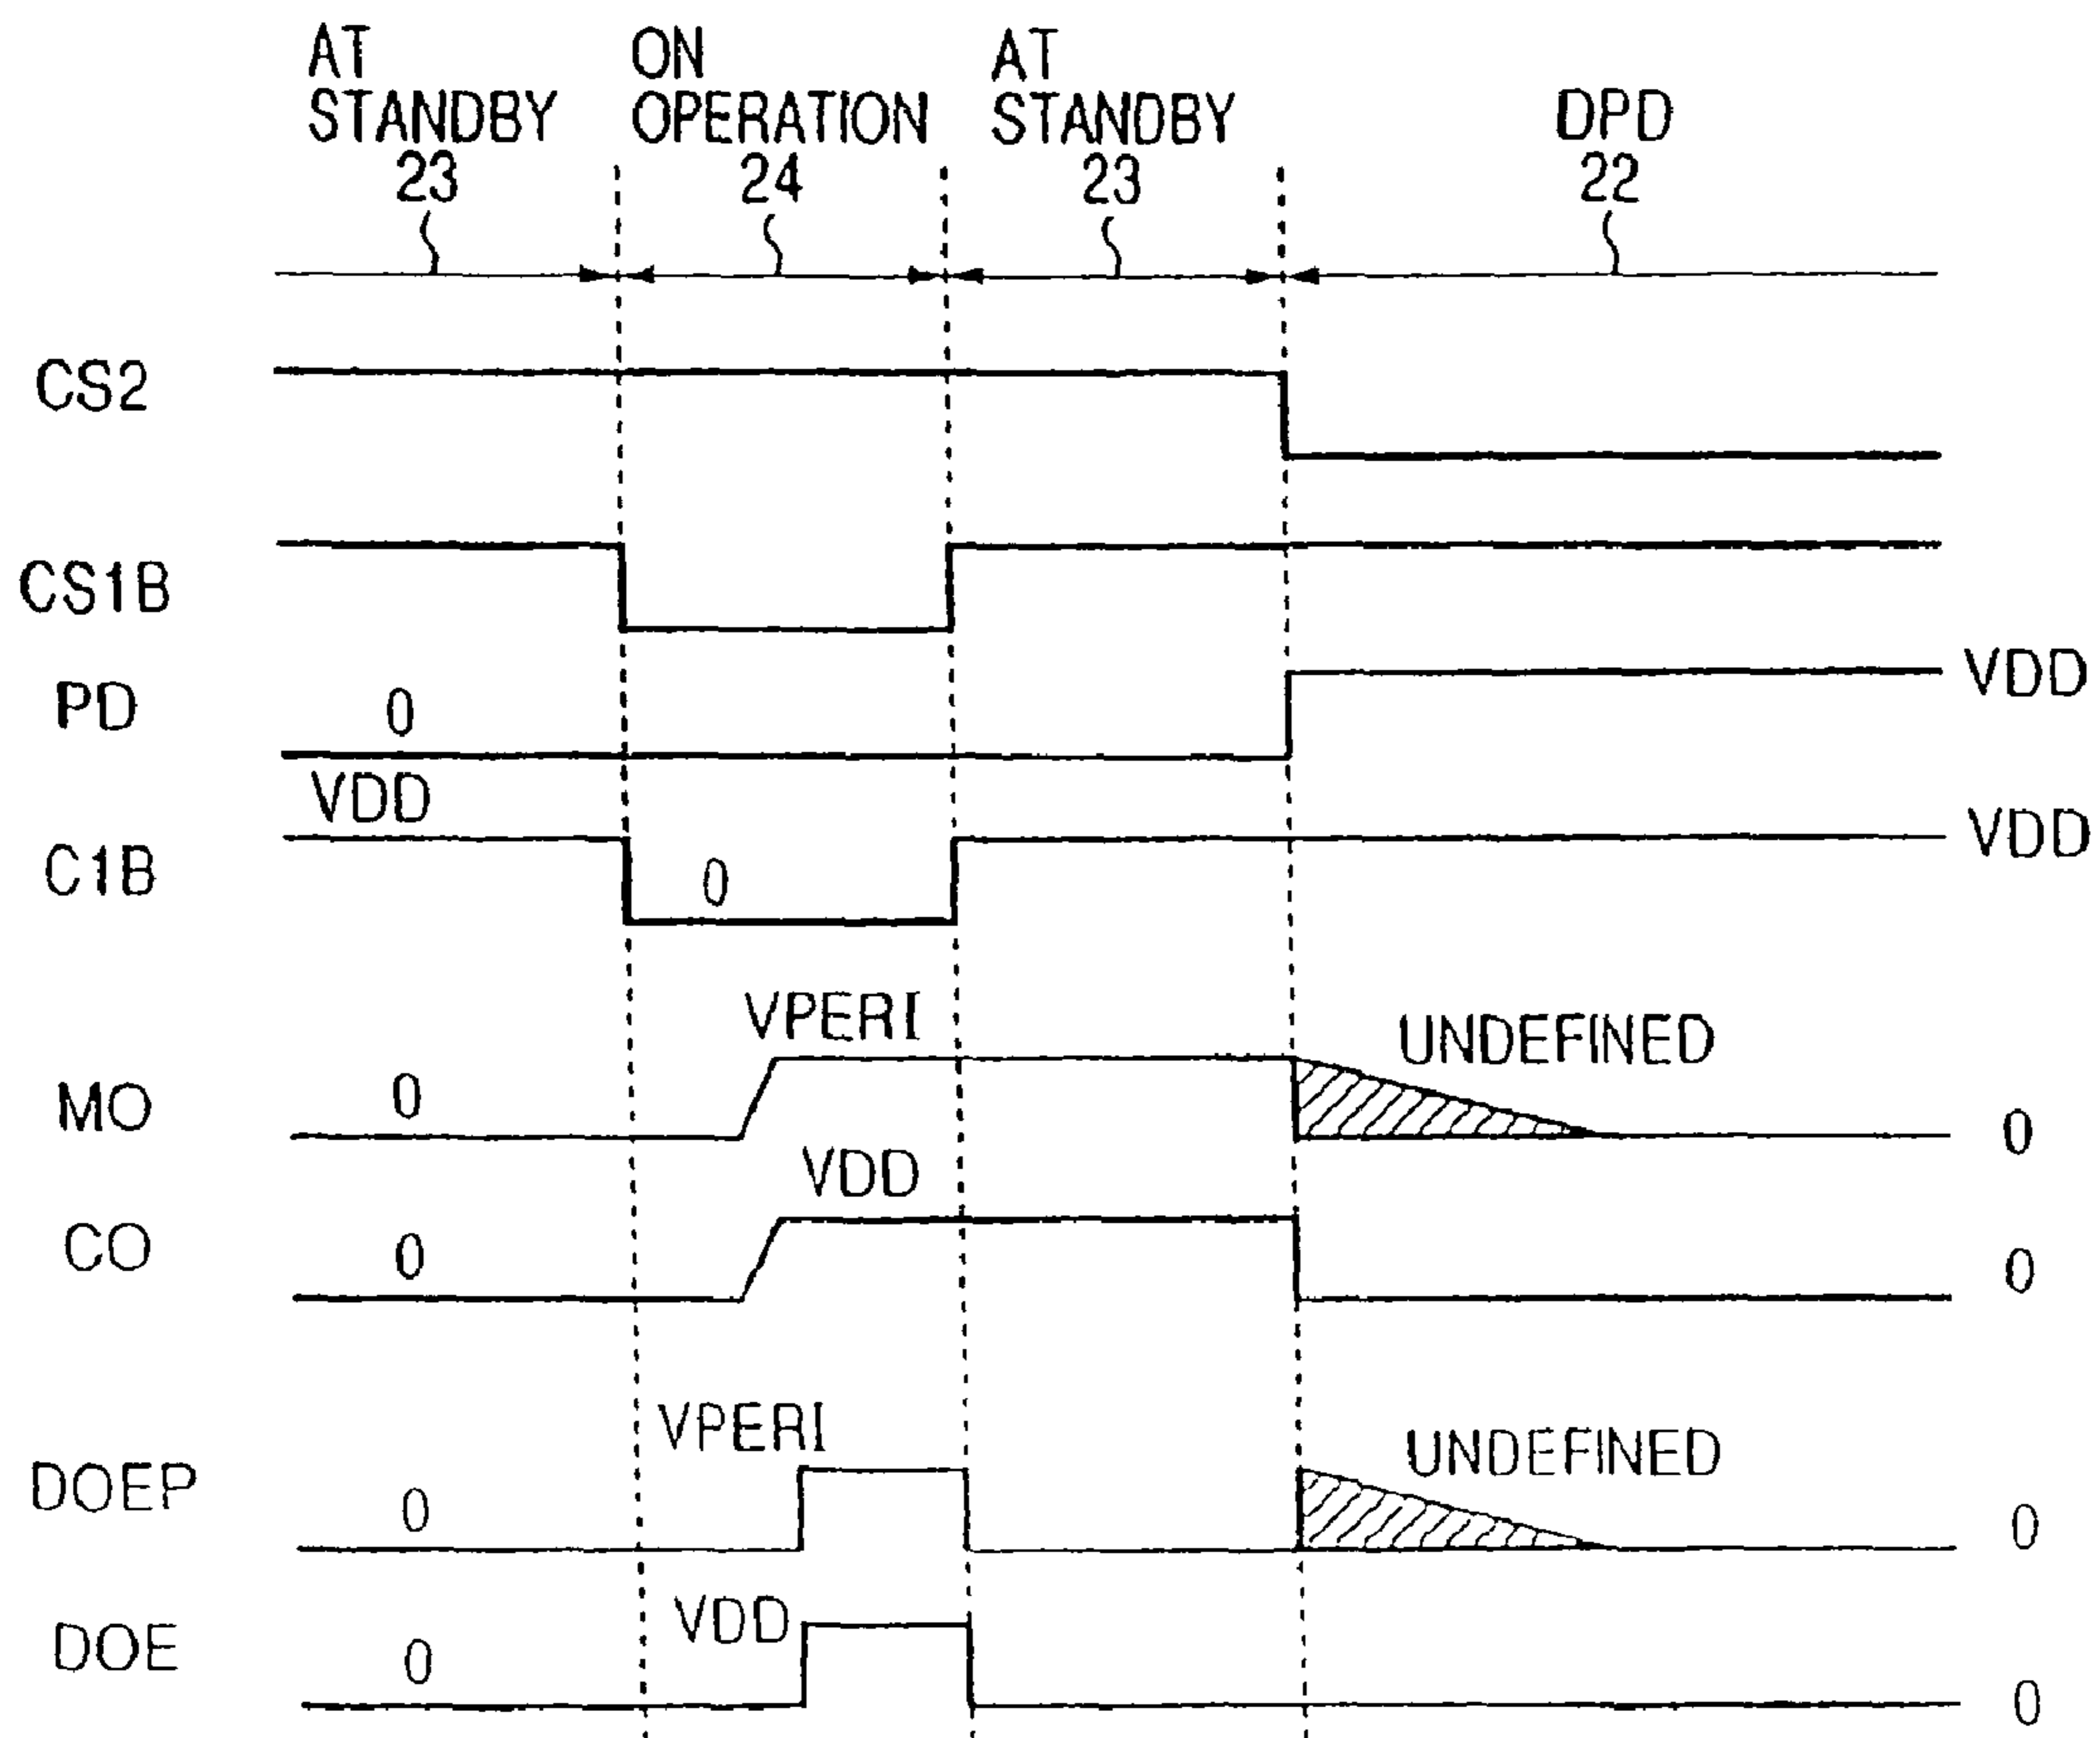 AT
STANDBY
23
ON
OPERATION
24
AT
STANDBY
23
DPD
22
CS2
CS1B
PD
0
VDD
VDD
C1B
0
VDD
VPERI
UNDEFINED
MO
0
0
VDD
CO
0
0
VPERI
UNDEFINED
DOEP
0
0
VDD
DOE
0
0